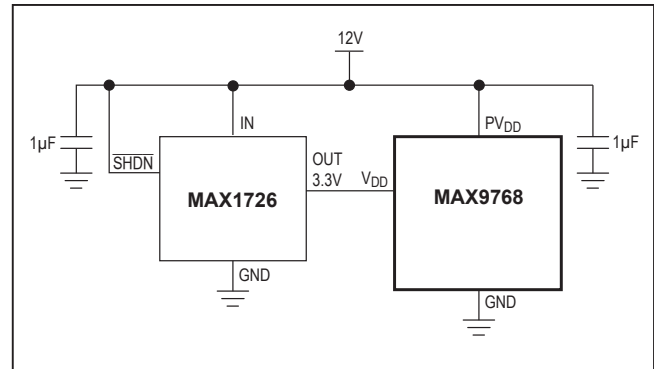 12V
IN
PVDD
1µF
1µF
SHDN
OUT
3.3V
VDD
MAX1726
MAX9768
GND
GND